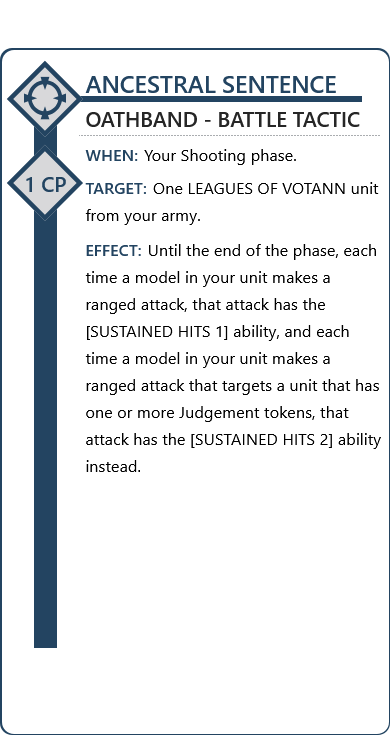 ANCESTRAL SENTENCE
OATHBAND - BATTLE TACTIC
WHEN: Your Shooting phase.
1 CP
TARGET: One LEAGUES OF VOTANN unit
from your army.
EFFECT: Until the end of the phase, each
time a model in your unit makes a
ranged attack, that attack has the
[SUSTAINED HITS 1] ability, and each
time a model in your unit makes a
ranged attack that targets a unit that has
one or more Judgement tokens, that
attack has the [SUSTAINED HITS 2] ability
instead.